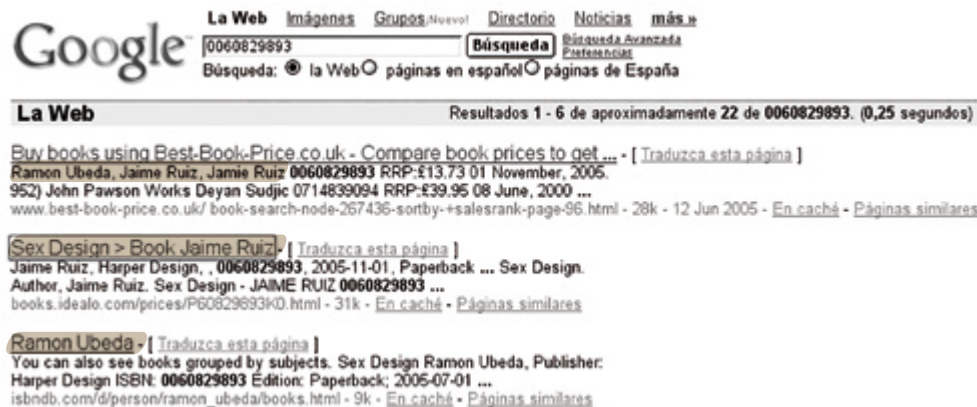 La Web Imágenes Grupos¡Nuevo! Directorio Noticias más »
Google
0060829893 Búsqueda Búsqueda Avanzada
Preferencias
Búsqueda: la Web páginas en español páginas de España
La Web Resultados 1 - 6 de aproximadamente 22 de 0060829893. (0,25 segundos)
Buy books using Best-Book-Price.co.uk - Compare book prices to get ... - [ Traduzca esta página ]
Ramon Ubeda, Jaime Ruiz, Jamie Ruiz 0060829893 RRP:£13.73 01 November, 2005.
952) John Pawson Works Deyan Sudjic 0714839094 RRP:£39.95 08 June, 2000 ...
www.best-book-price.co.uk/ book-search-node-267436-sortby-+salesrank-page-96.html - 28k - 12 Jun 2005 - En caché - Páginas similares
Sex Design > Book Jaime Ruiz - [ Traduzca esta página ]
Jaime Ruiz, Harper Design, , 0060829893, 2005-11-01, Paperback ... Sex Design.
Author, Jaime Ruiz. Sex Design - JAIME RUIZ 0060829893 ...
books.idealo.com/prices/P60829893K0.html - 31k - En caché - Páginas similares
Ramon Ubeda - [ Traduzca esta página ]
You can also see books grouped by subjects. Sex Design Ramon Ubeda, Publisher:
Harper Design ISBN: 0060829893 Edition: Paperback; 2005-07-01 ...
isbndb.com/d/person/ramon_ubeda/books.html - 9k - En caché - Páginas similares